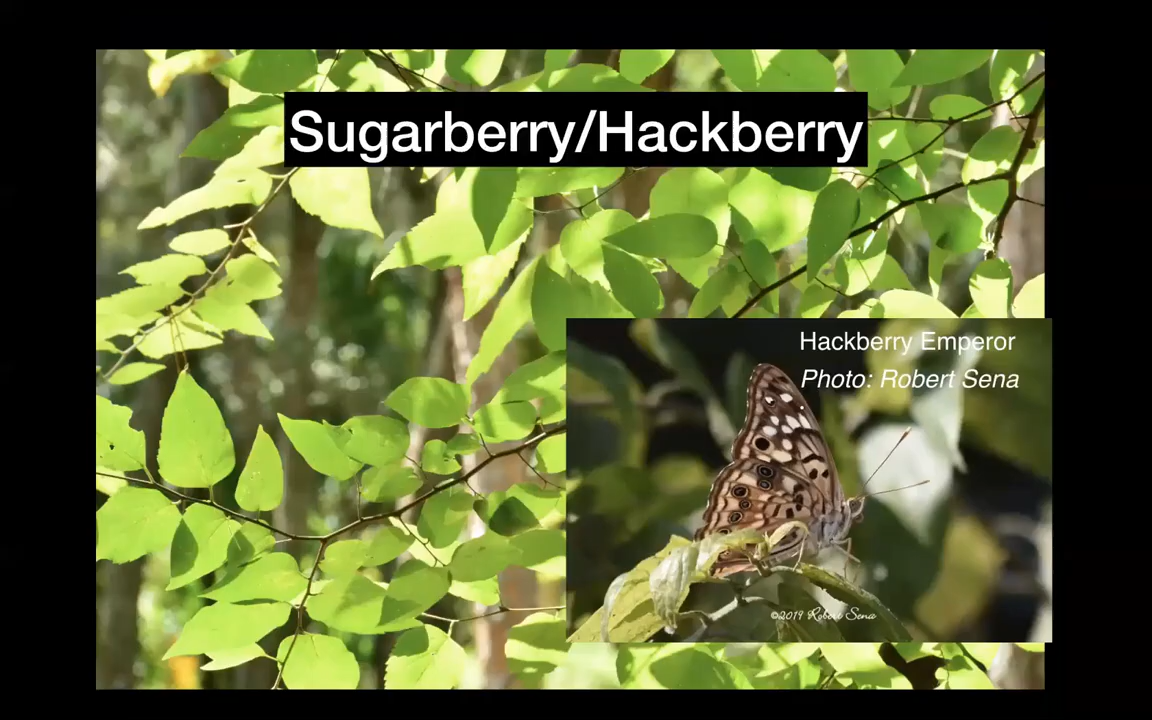 Sugarberry/Hackberry
Hackberry Emperor
Photo: Robert Sena
©2019 Robert Sena